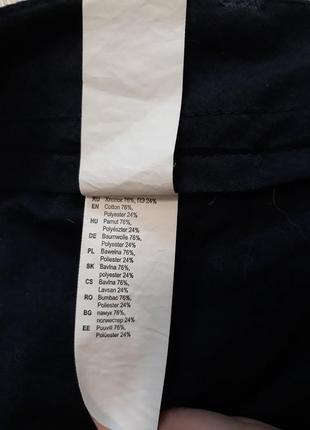 RU Хлопок 76%, ПЭ 24%
EN Cotton 76%,
Polyester 24%
HU Pamut 76%,
Polyészter 24%
DE Baumwolle 76%,
Polyester 24%
PL Bawełna 76%,
Poliester 24%
SK Bavlna 76%,
polyester 24%
CS Bavlna 76%,
Lavsan 24%
RO Bumbac 76%,
Poliester 24%
BG памук 76%,
полиестер 24%
EE Puuvill 76%,
Polüester 24%